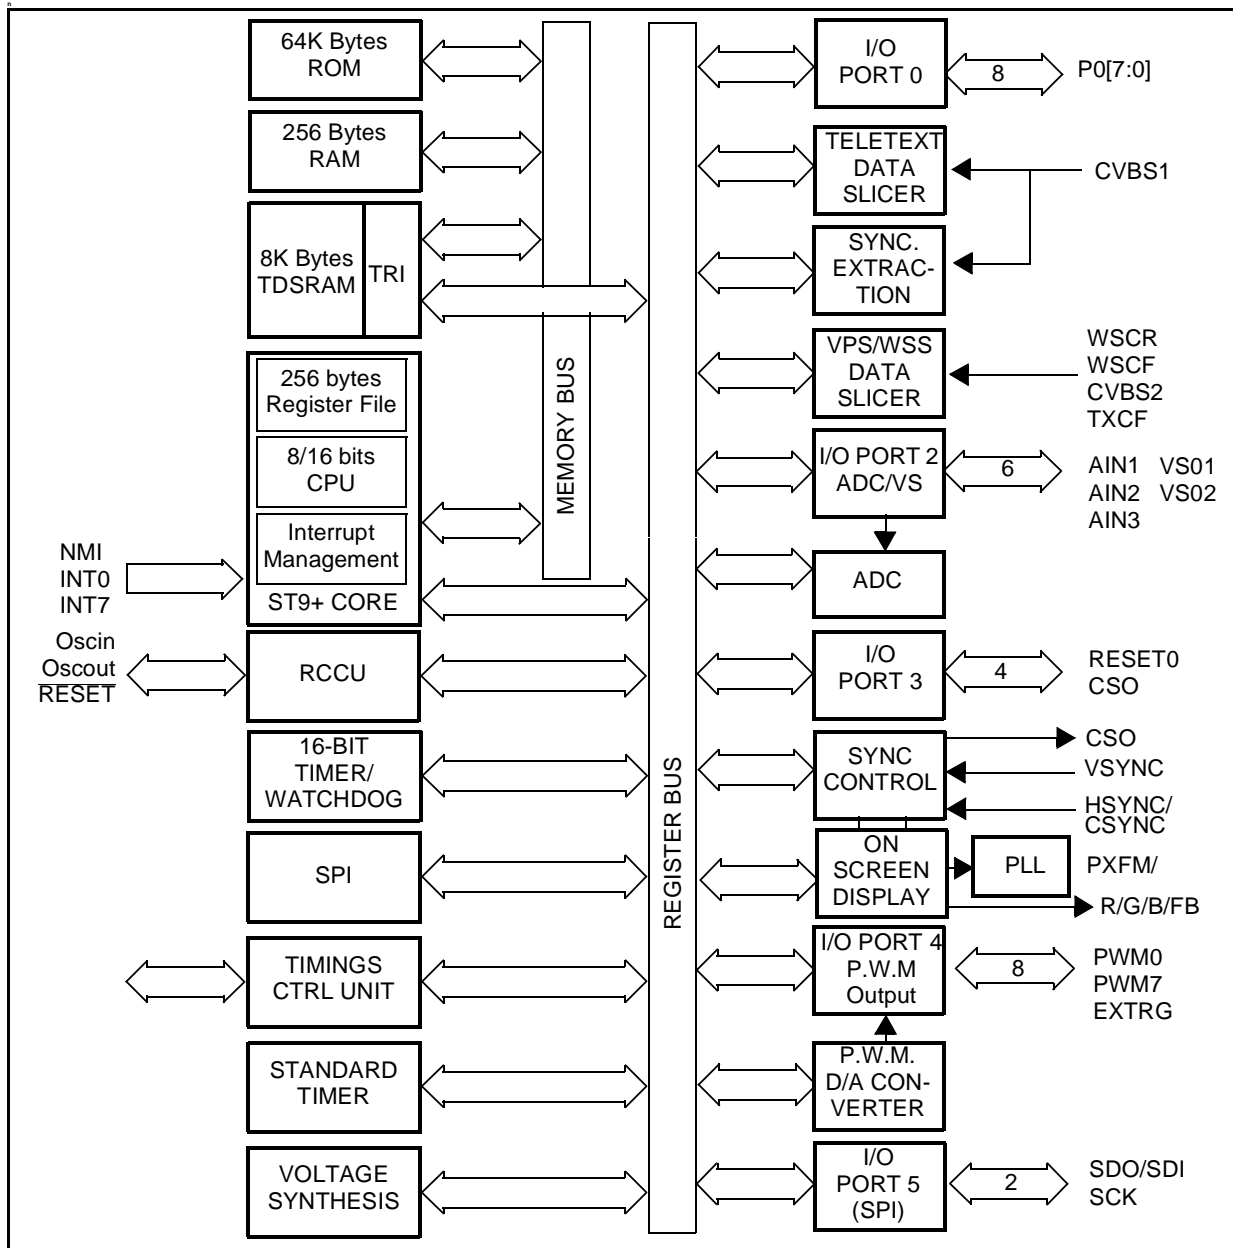 64K Bytes
ROM
256 Bytes
RAM
8K Bytes
TDSRAM
TRI
256 bytes
Register File
8/16 bits
CPU
Interrupt
Management
ST9+ CORE
NMI
INT0
INT7
Oscin
Oscout
RESET
RCCU
16-BIT
TIMER/
WATCHDOG
SPI
TIMINGS
CTRL UNIT
STANDARD
TIMER
VOLTAGE
SYNTHESIS
MEMORY BUS
REGISTER BUS
I/O
PORT 0
8
P0[7:0]
TELETEXT
DATA
SLICER
CVBS1
SYNC.
EXTRAC-
TION
VPS/WSS
DATA
SLICER
WSCR
WSCF
CVBS2
TXCF
I/O PORT 2
ADC/VS
6
AIN1 VS01
AIN2 VS02
AIN3
ADC
I/O
PORT 3
4
RESET0
CSO
SYNC
CONTROL
CSO
VSYNC
HSYNC/
CSYNC
ON
SCREEN
DISPLAY
PLL
PXFM/
R/G/B/FB
I/O PORT 4
P.W.M
Output
8
PWM0
PWM7
EXTRG
P.W.M.
D/A CON-
VERTER
I/O
PORT 5
(SPI)
2
SDO/SDI
SCK